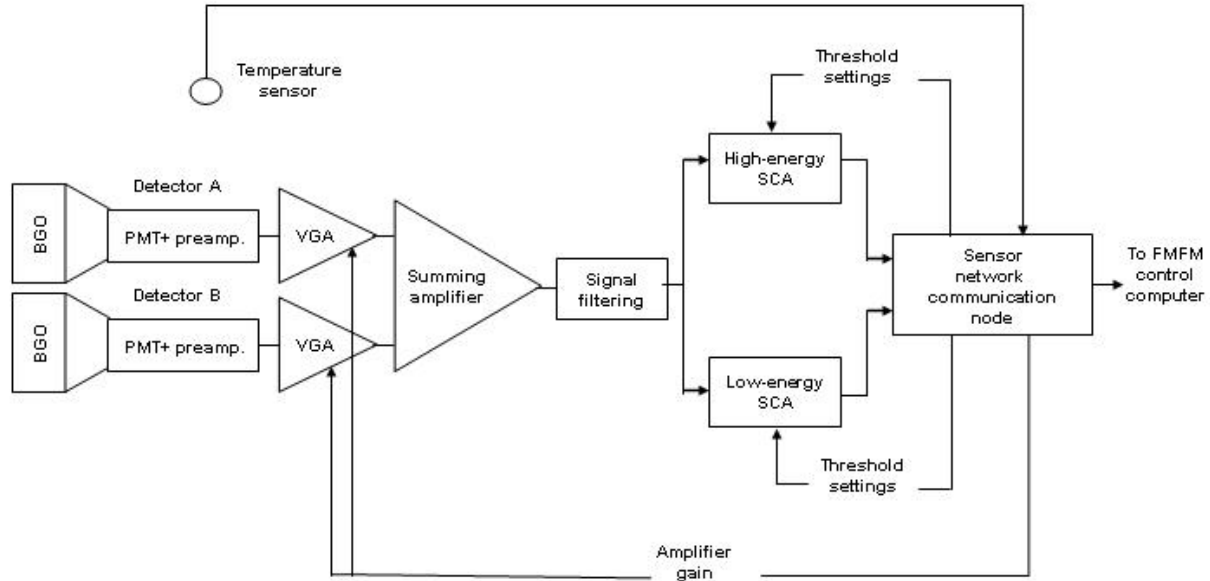 Temperature
sensor
Threshold
settings
High-energy
SCA
Detector A
BGO
PMT+ preamp.
VGA
Summing
amplifier
Signal
filtering
Sensor
network
communication
node
To FMFM
control
computer
Detector B
BGO
PMT+ preamp.
VGA
Low-energy
SCA
Threshold
settings
Amplifier
gain